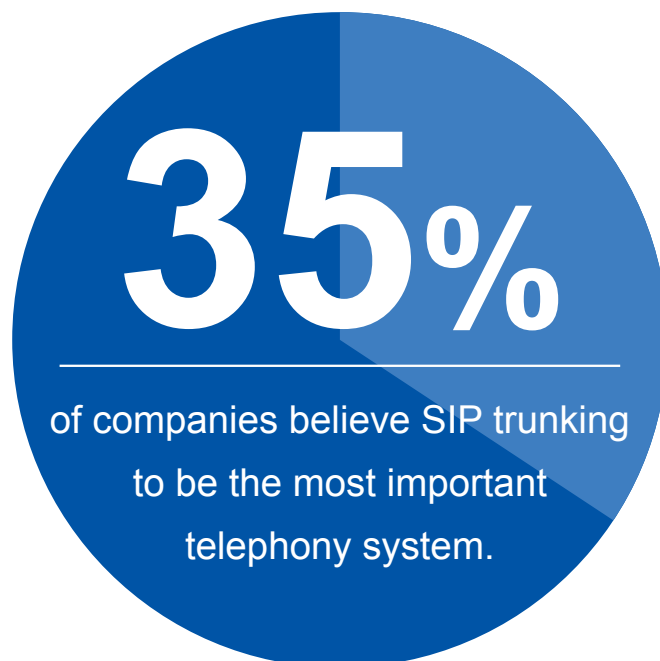 35%
of companies believe SIP trunking
to be the most important
telephony system.